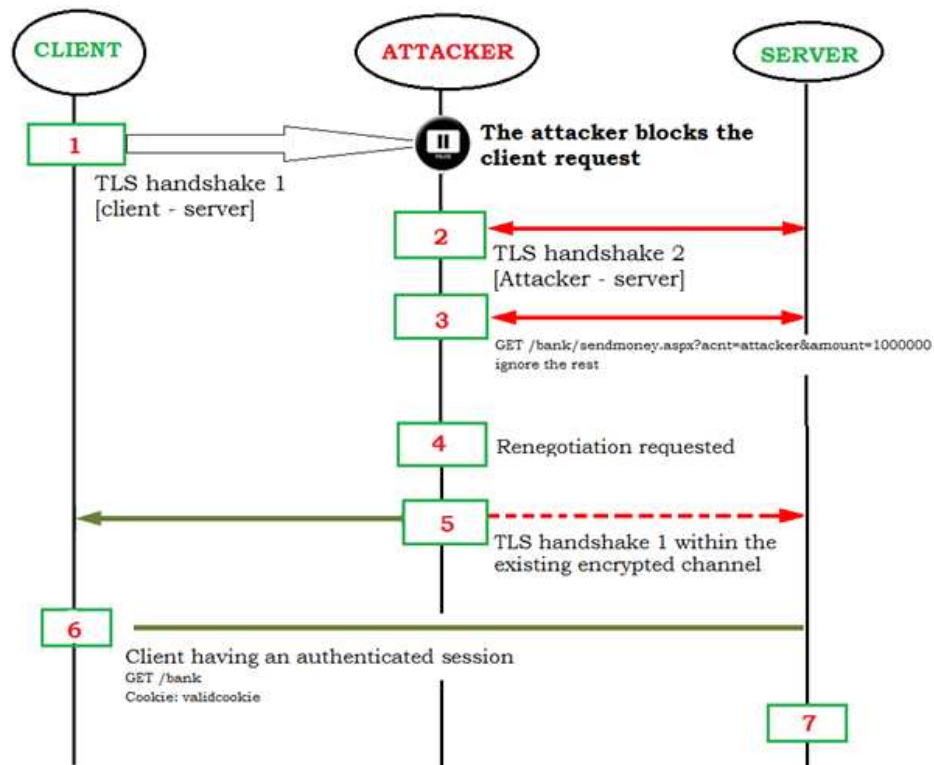 CLIENT
ATTACKER
SERVER
1
The attacker blocks the
client request
TLS handshake 1
[client - server]
2
TLS handshake 2
[Attacker - server]
3
GET /bank/sendmoney.aspx?acnt=attacker&amount=1000000
ignore the rest
4
Renegotiation requested
5
TLS handshake 1 within the
existing encrypted channel
6
Client having an authenticated session
GET /bank
Cookie: validcookie
7